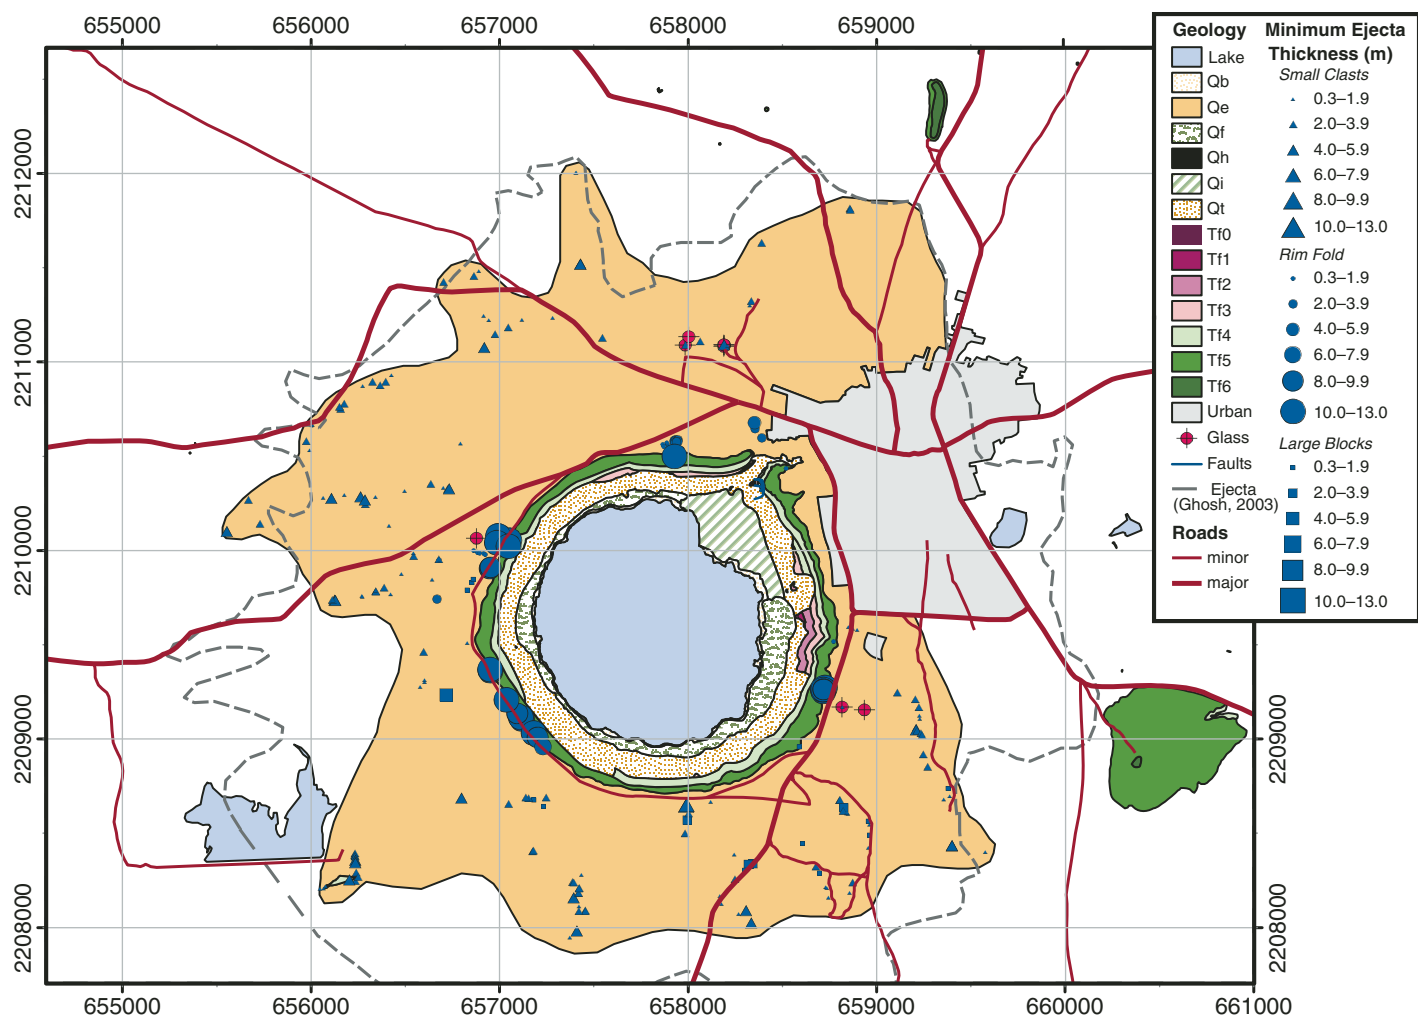 655000 656000 657000 658000 659000
2212000
2211000
2210000
2209000
2208000
Geology
Lake
Qb
Qe
Qf
Qh
Qi
Qt
Tf0
Tf1
Tf2
Tf3
Tf4
Tf5
Tf6
Urban
Glass
Faults
Ejecta
(Ghosh, 2003)
Roads
minor
major
Minimum Ejecta
Thickness (m)
Small Clasts
0.3–1.9
2.0–3.9
4.0–5.9
6.0–7.9
8.0–9.9
10.0–13.0
Rim Fold
0.3–1.9
2.0–3.9
4.0–5.9
6.0–7.9
8.0–9.9
10.0–13.0
Large Blocks
0.3–1.9
2.0–3.9
4.0–5.9
6.0–7.9
8.0–9.9
10.0–13.0
2209000
2208000
655000 656000 657000 658000 659000 660000 661000